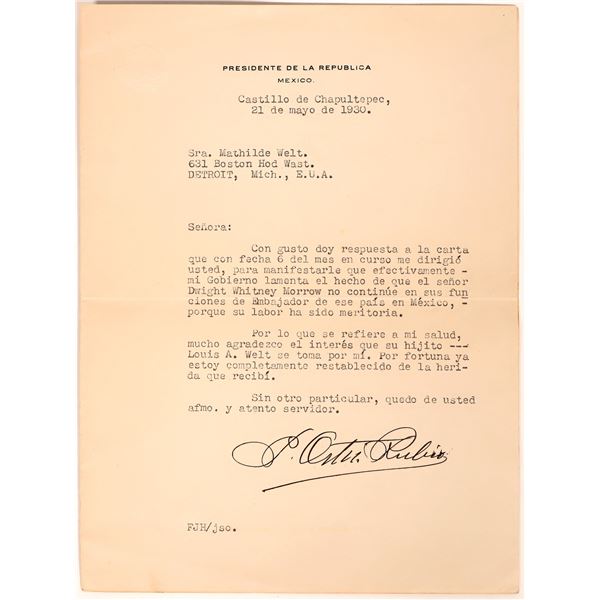 PRESIDENTE DE LA REPUBLICA
MEXICO.
Castillo de Chapultepec,
21 de mayo de 1930.
Sra. Mathilde Welt.
631 Boston Hod Wast.
DETROIT, Mich., E.U.A.
Señora:
Con gusto doy respuesta a la carta
que con fecha 6 del mes en curso me dirigió
usted, para manifestarle que efectivamente -
mi Gobierno lamenta el hecho de que el señor
Dwight Whitney Morrow no continúe en sus fun
ciones de Embajador de ese país en México, -
porque su labor ha sido meritoria.
Por lo que se refiere a mi salud,
mucho agradezco el interés que su hijito ---
Louis A. Welt se toma por mí. Por fortuna ya
estoy completamente restablecido de la heri-
da que recibí.
Sin otro particular, quedo de usted
afmo. y atento servidor.
P. Ortiz Rubio
FJH/jso.